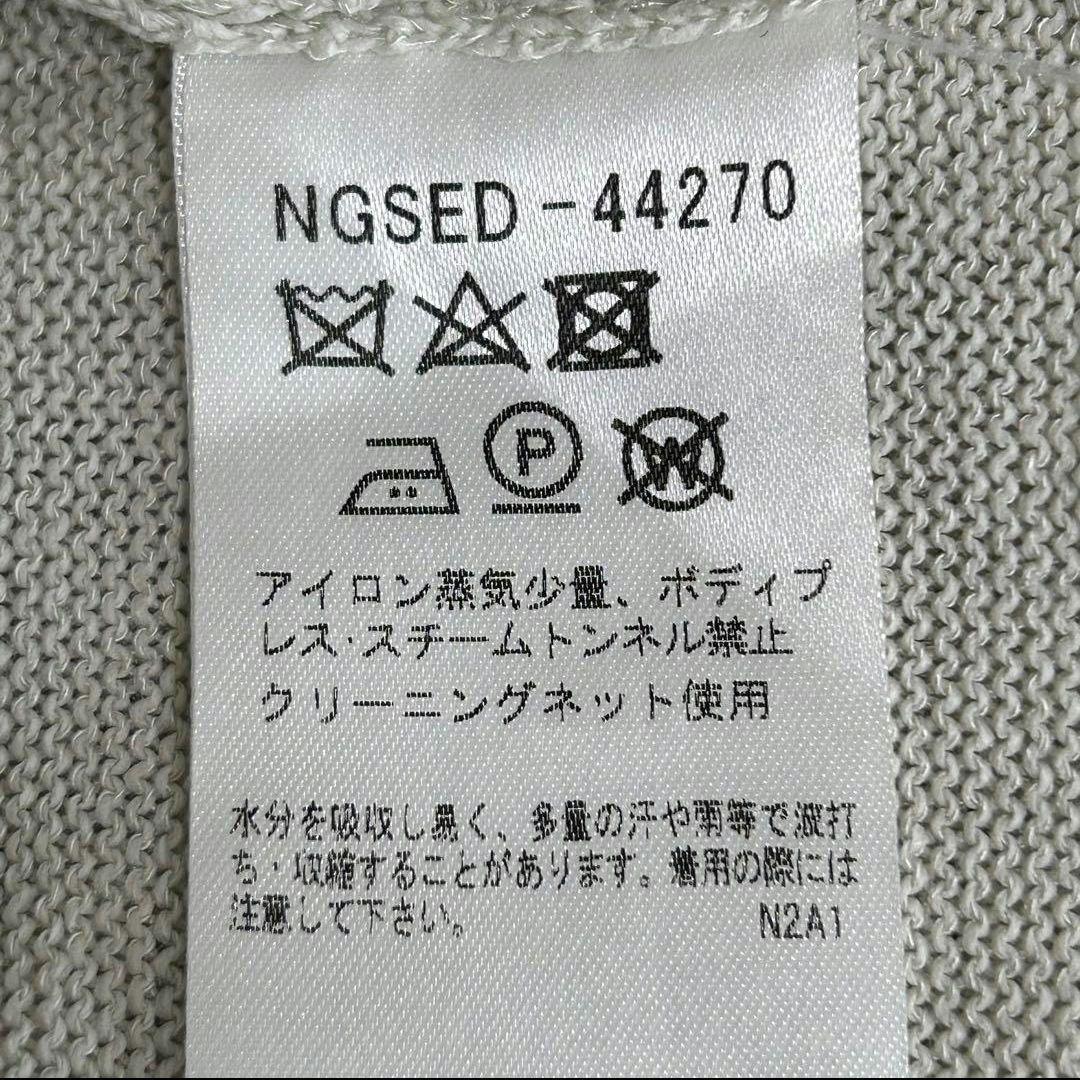 NGSED-44270
P
W
アイロン蒸気少量、ボディプ
レス・スチームトンネル禁止
クリーニングネット使用
水分を吸収し易く、多量の汗や雨等で波打
ち・収縮することがあります。着用の際には
注意して下さい。
N2A1